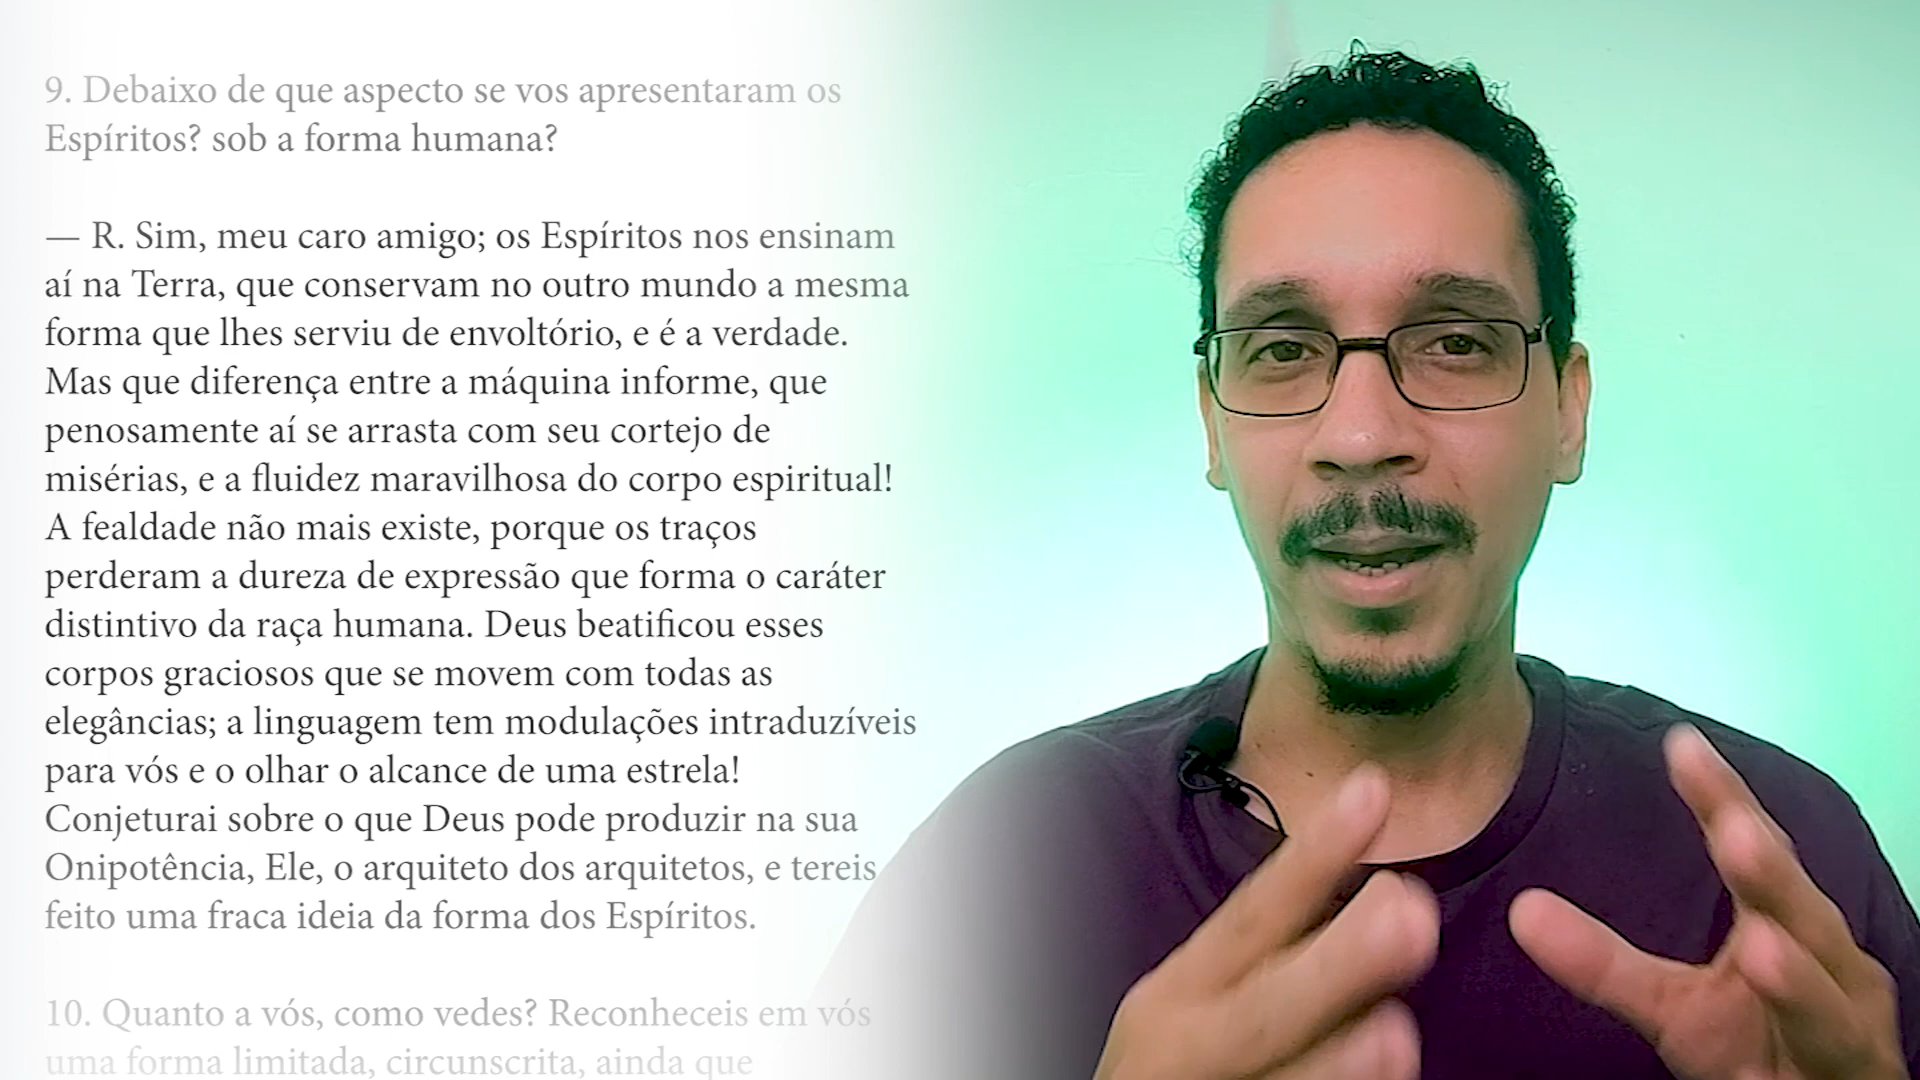 9. Debaixo de que aspecto se vos apresentaram os
Espíritos? sob a forma humana?
— R. Sim, meu caro amigo; os Espíritos nos ensinam
aí na Terra, que conservam no outro mundo a mesma
forma que lhes serviu de envoltório, e é a verdade.
Mas que diferença entre a máquina informe, que
penosamente aí se arrasta com seu cortejo de
misérias, e a fluidez maravilhosa do corpo espiritual!
A fealdade não mais existe, porque os traços
perderam a dureza de expressão que forma o caráter
distintivo da raça humana. Deus beatificou esses
corpos graciosos que se movem com todas as
elegâncias; a linguagem tem modulações intraduzíveis
para vós e o olhar o alcance de uma estrela!
Conjeturai sobre o que Deus pode produzir na sua
Onipotência, Ele, o arquiteto dos arquitetos, e tereis
feito uma fraca ideia da forma dos Espíritos.
10. Quanto a vós, como vedes? Reconheceis em vós
uma forma limitada, circunscrita, ainda que